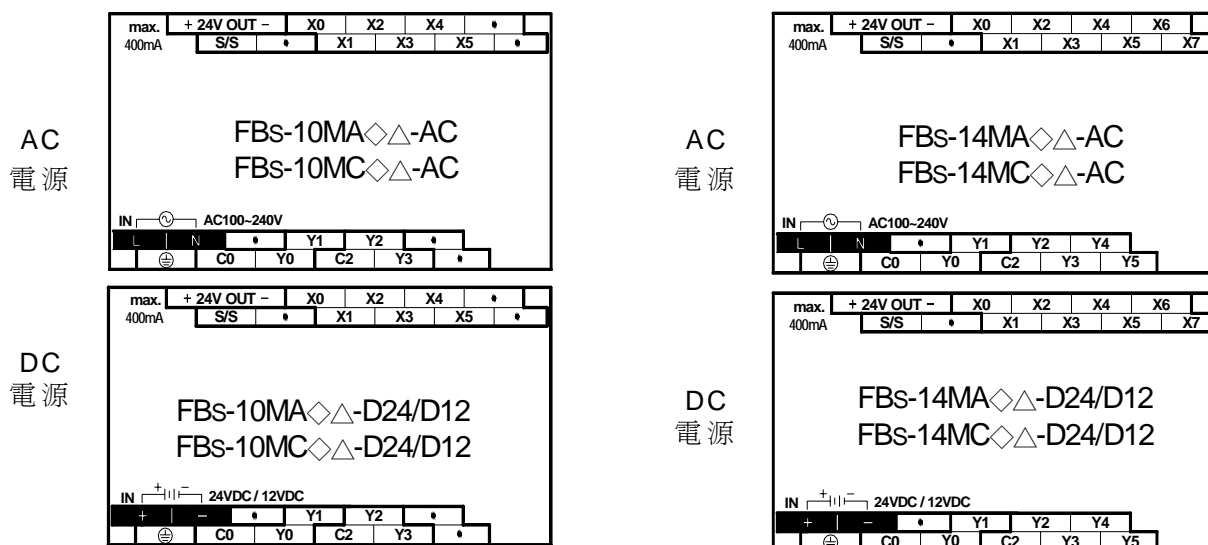 max. + 24V OUT − X0 X2 X4 •
400mA S/S • X1 X3 X5 •
AC
電源
FBs-10MA◇△-AC
FBs-10MC◇△-AC
IN AC100~240V
L N • Y1 Y2 •
C0 Y0 C2 Y3 •
max. + 24V OUT − X0 X2 X4 X6
400mA S/S • X1 X3 X5 X7
AC
電源
FBs-14MA◇△-AC
FBs-14MC◇△-AC
IN AC100~240V
L N • Y1 Y2 Y4
C0 Y0 C2 Y3 Y5
max. + 24V OUT − X0 X2 X4 •
400mA S/S • X1 X3 X5 •
DC
電源
FBs-10MA◇△-D24/D12
FBs-10MC◇△-D24/D12
IN + − 24VDC / 12VDC
+ − • Y1 Y2 •
C0 Y0 C2 Y3 •
max. + 24V OUT − X0 X2 X4 X6
400mA S/S • X1 X3 X5 X7
DC
電源
FBs-14MA◇△-D24/D12
FBs-14MC◇△-D24/D12
IN + − 24VDC / 12VDC
+ − • Y1 Y2 Y4
C0 Y0 C2 Y3 Y5